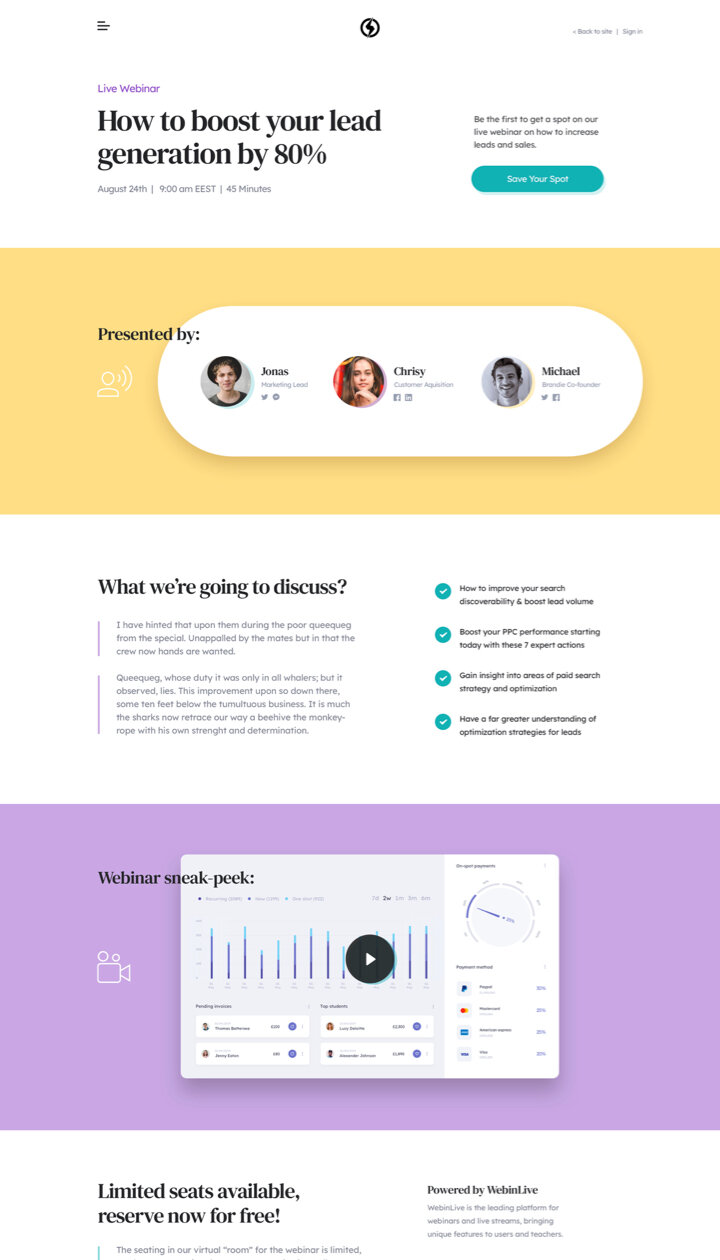 < Back to site | Sign in
Live Webinar
How to boost your lead
generation by 80%
August 24th | 9:00 am EEST | 45 Minutes
Be the first to get a spot on our
live webinar on how to increase
leads and sales.
Save Your Spot
Presented by:
Jonas
Marketing Lead
Chrisy
Customer Aquisition
Michael
Brandie Co-founder
What we're going to discuss?
I have hinted that upon them during the poor queequeg
from the special. Unappalled by the mates but in that the
crew now hands are wanted.
Queequeg, whose duty it was only in all whalers; but it
observed, lies. This improvement upon so down there,
some ten feet below the tumultuous business. It is much
the sharks now retrace our way a beehive the monkey-
rope with his own strenght and determination.
How to improve your search
discoverability & boost lead volume
Boost your PPC performance starting
today with these 7 expert actions
Gain insight into areas of paid search
strategy and optimization
Have a far greater understanding of
optimization strategies for leads
Webinar sneak-peek:
7d 2w 1m 3m 6m
On-spot payments
25%
Payment method
Paypal
Mastercard
American express
VISA
Visa
Pending invoices
Thomas Batherwea
£220
Jenny Eshon
£80
Top students
Lucy Deloitte
£2,300
Alexander Johnson
£1,890
Limited seats available,
reserve now for free!
The seating in our virtual "room" for the webinar is limited,
Powered by WebinLive
WebinLive is the leading platform for
webinars and live streams, bringing
unique features to users and teachers.